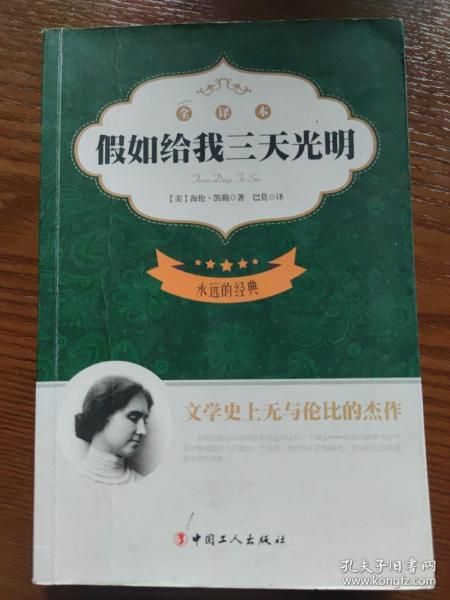 全译本
假如给我三天光明
Three Days To See
【美】海伦·凯勒◎著 巴莫◎译
永远的经典
文学史上无与伦比的杰作
中国工人出版社
孔夫子旧书网
www.kongfz.com